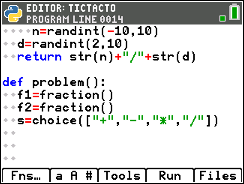 EDITOR: TICTACTO
PROGRAM LINE 0014
n=randint(-10,10)
d=randint(2,10)
return str(n)+"/"+str(d)
def problem():
f1=fraction()
f2=fraction()
s=choice(["+","-","*","/"])
Fns… a A # Tools Run Files